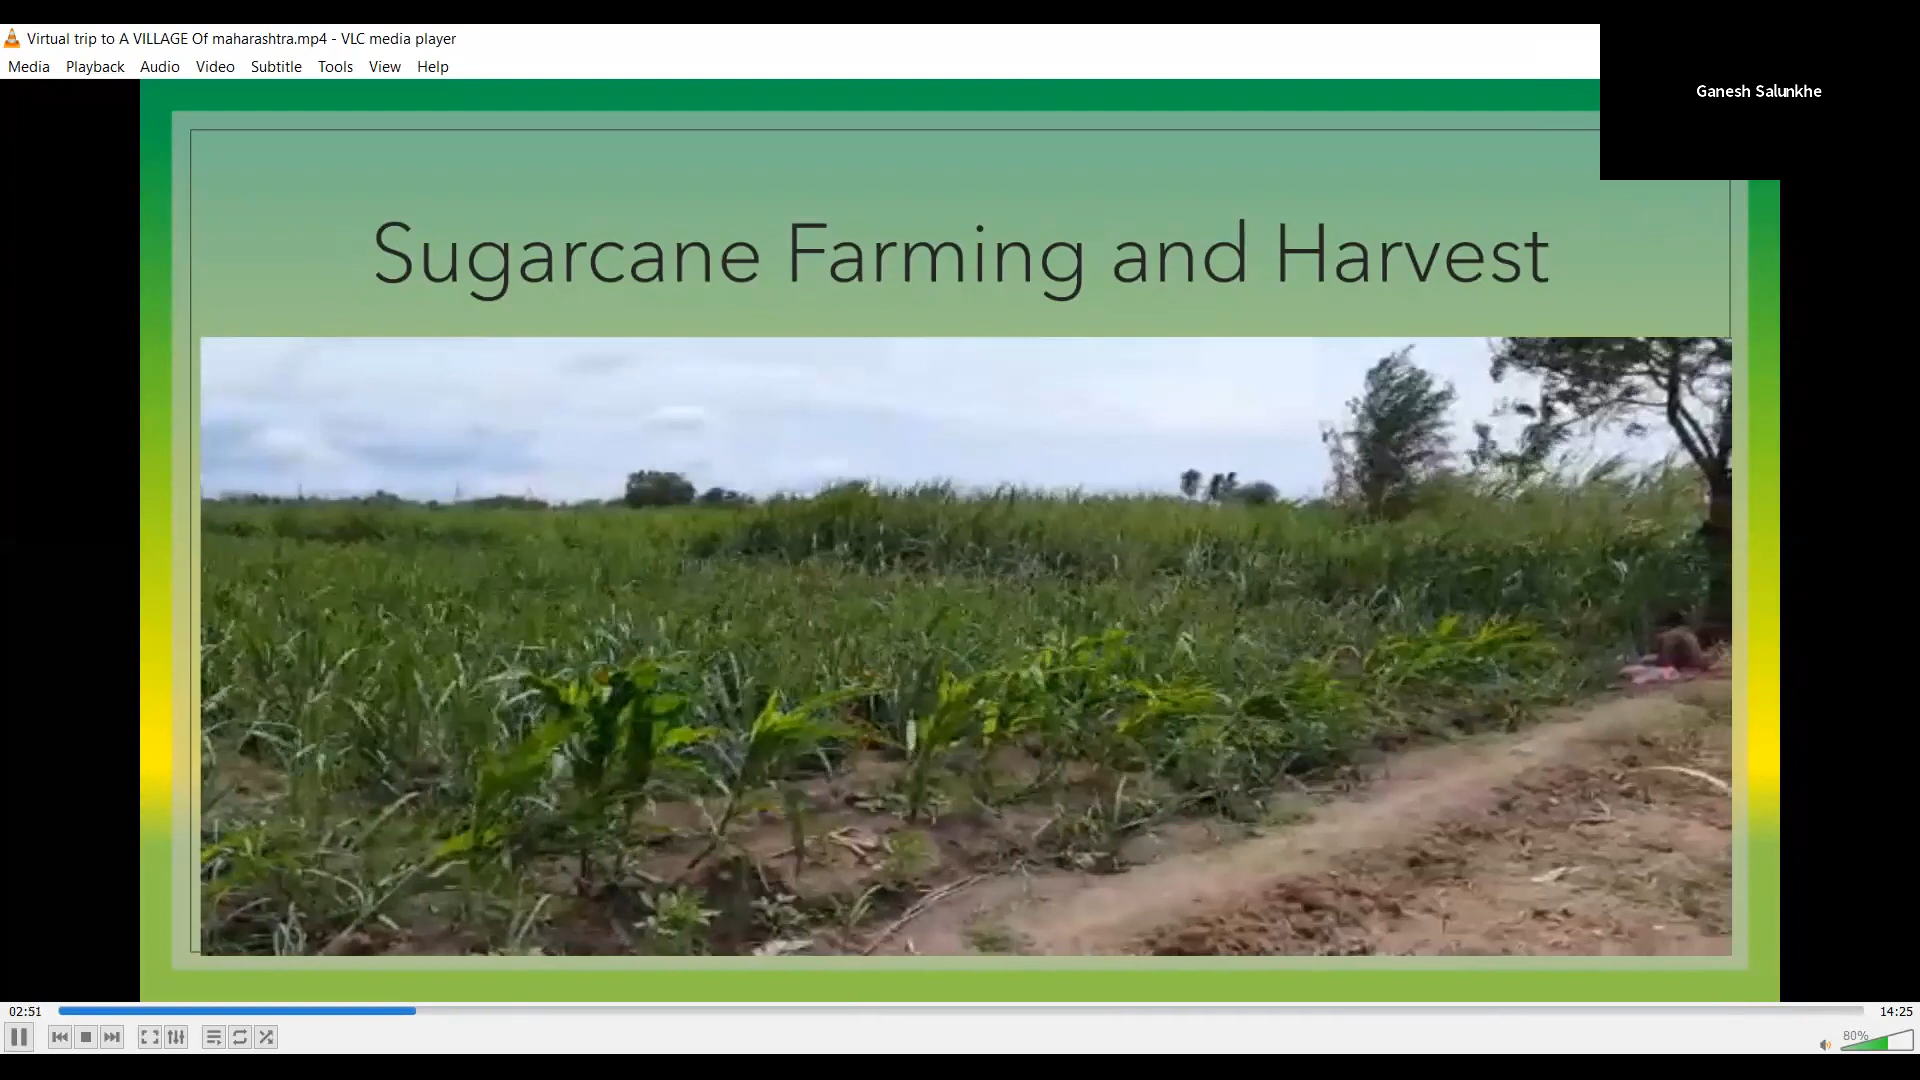 Virtual trip to A VILLAGE Of maharashtra.mp4 - VLC media player
Media Playback Audio Video Subtitle Tools View Help
Ganesh Salunkhe
Sugarcane Farming and Harvest
02:51
14:25
80%